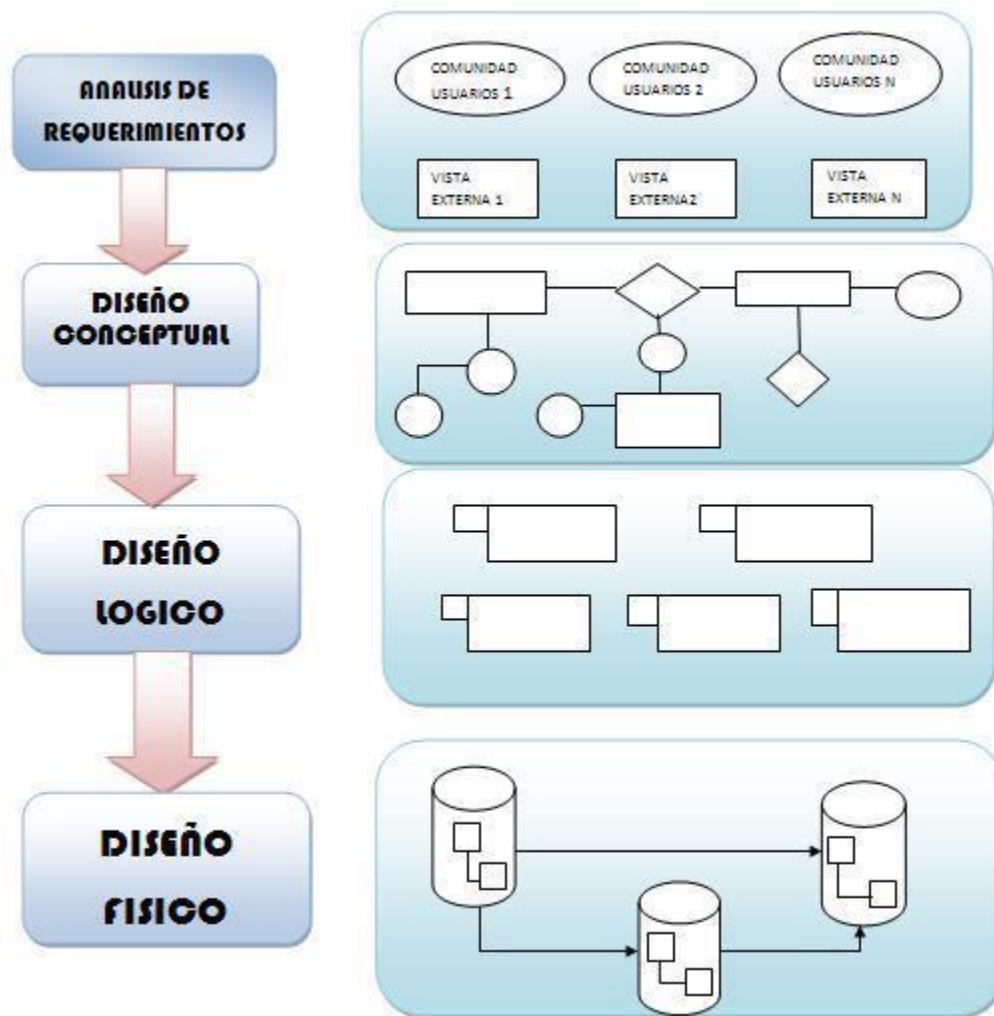 ANALISIS DE
REQUERIMIENTOS
COMUNIDAD
USUARIOS 1
COMUNIDAD
USUARIOS 2
COMUNIDAD
USUARIOS N
VISTA
EXTERNA 1
VISTA
EXTERNA2
VISTA
EXTERNA N
DISEÑO
CONCEPTUAL
DISEÑO
LOGICO
DISEÑO
FISICO